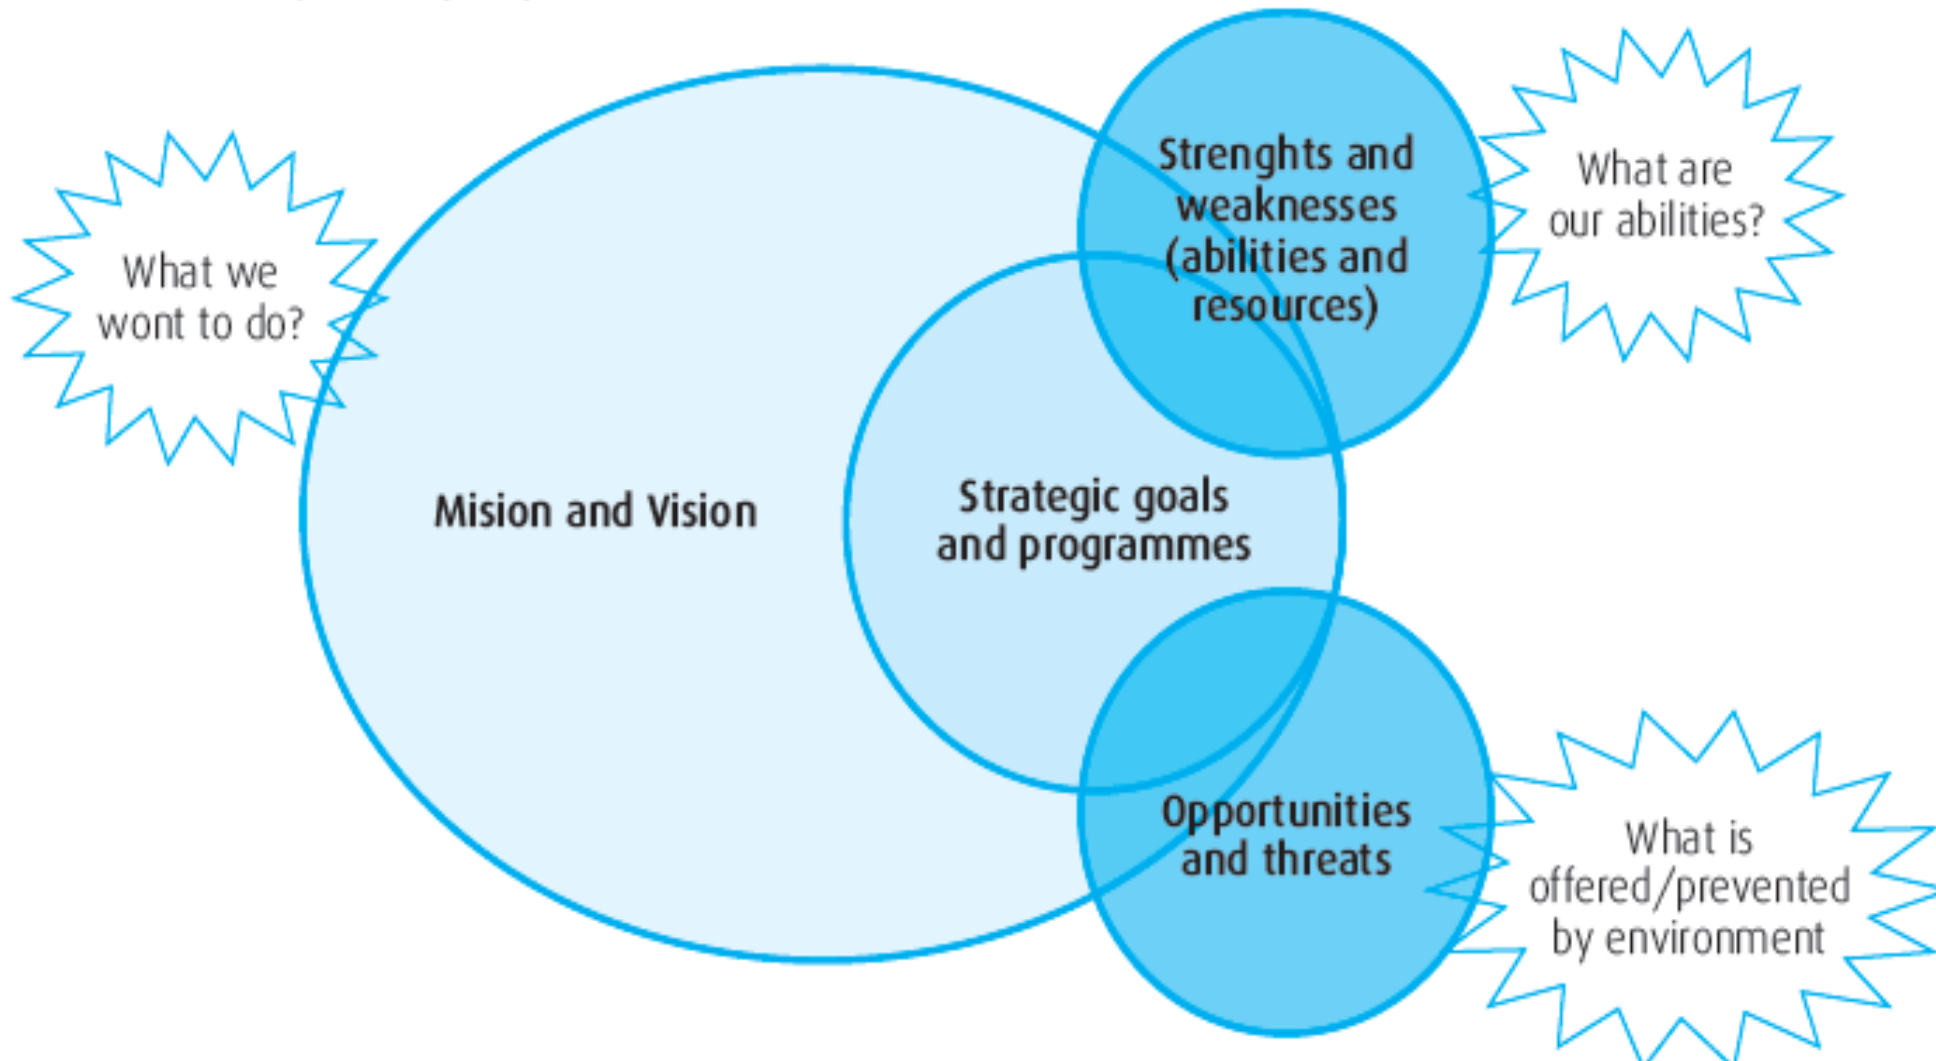 What we
wont to do?
Mision and Vision
Strategic goals
and programmes
Strenghts and
weaknesses
(abilities and
resources)
What are
our abilities?
Opportunities
and threats
What is
offered/prevented
by environment